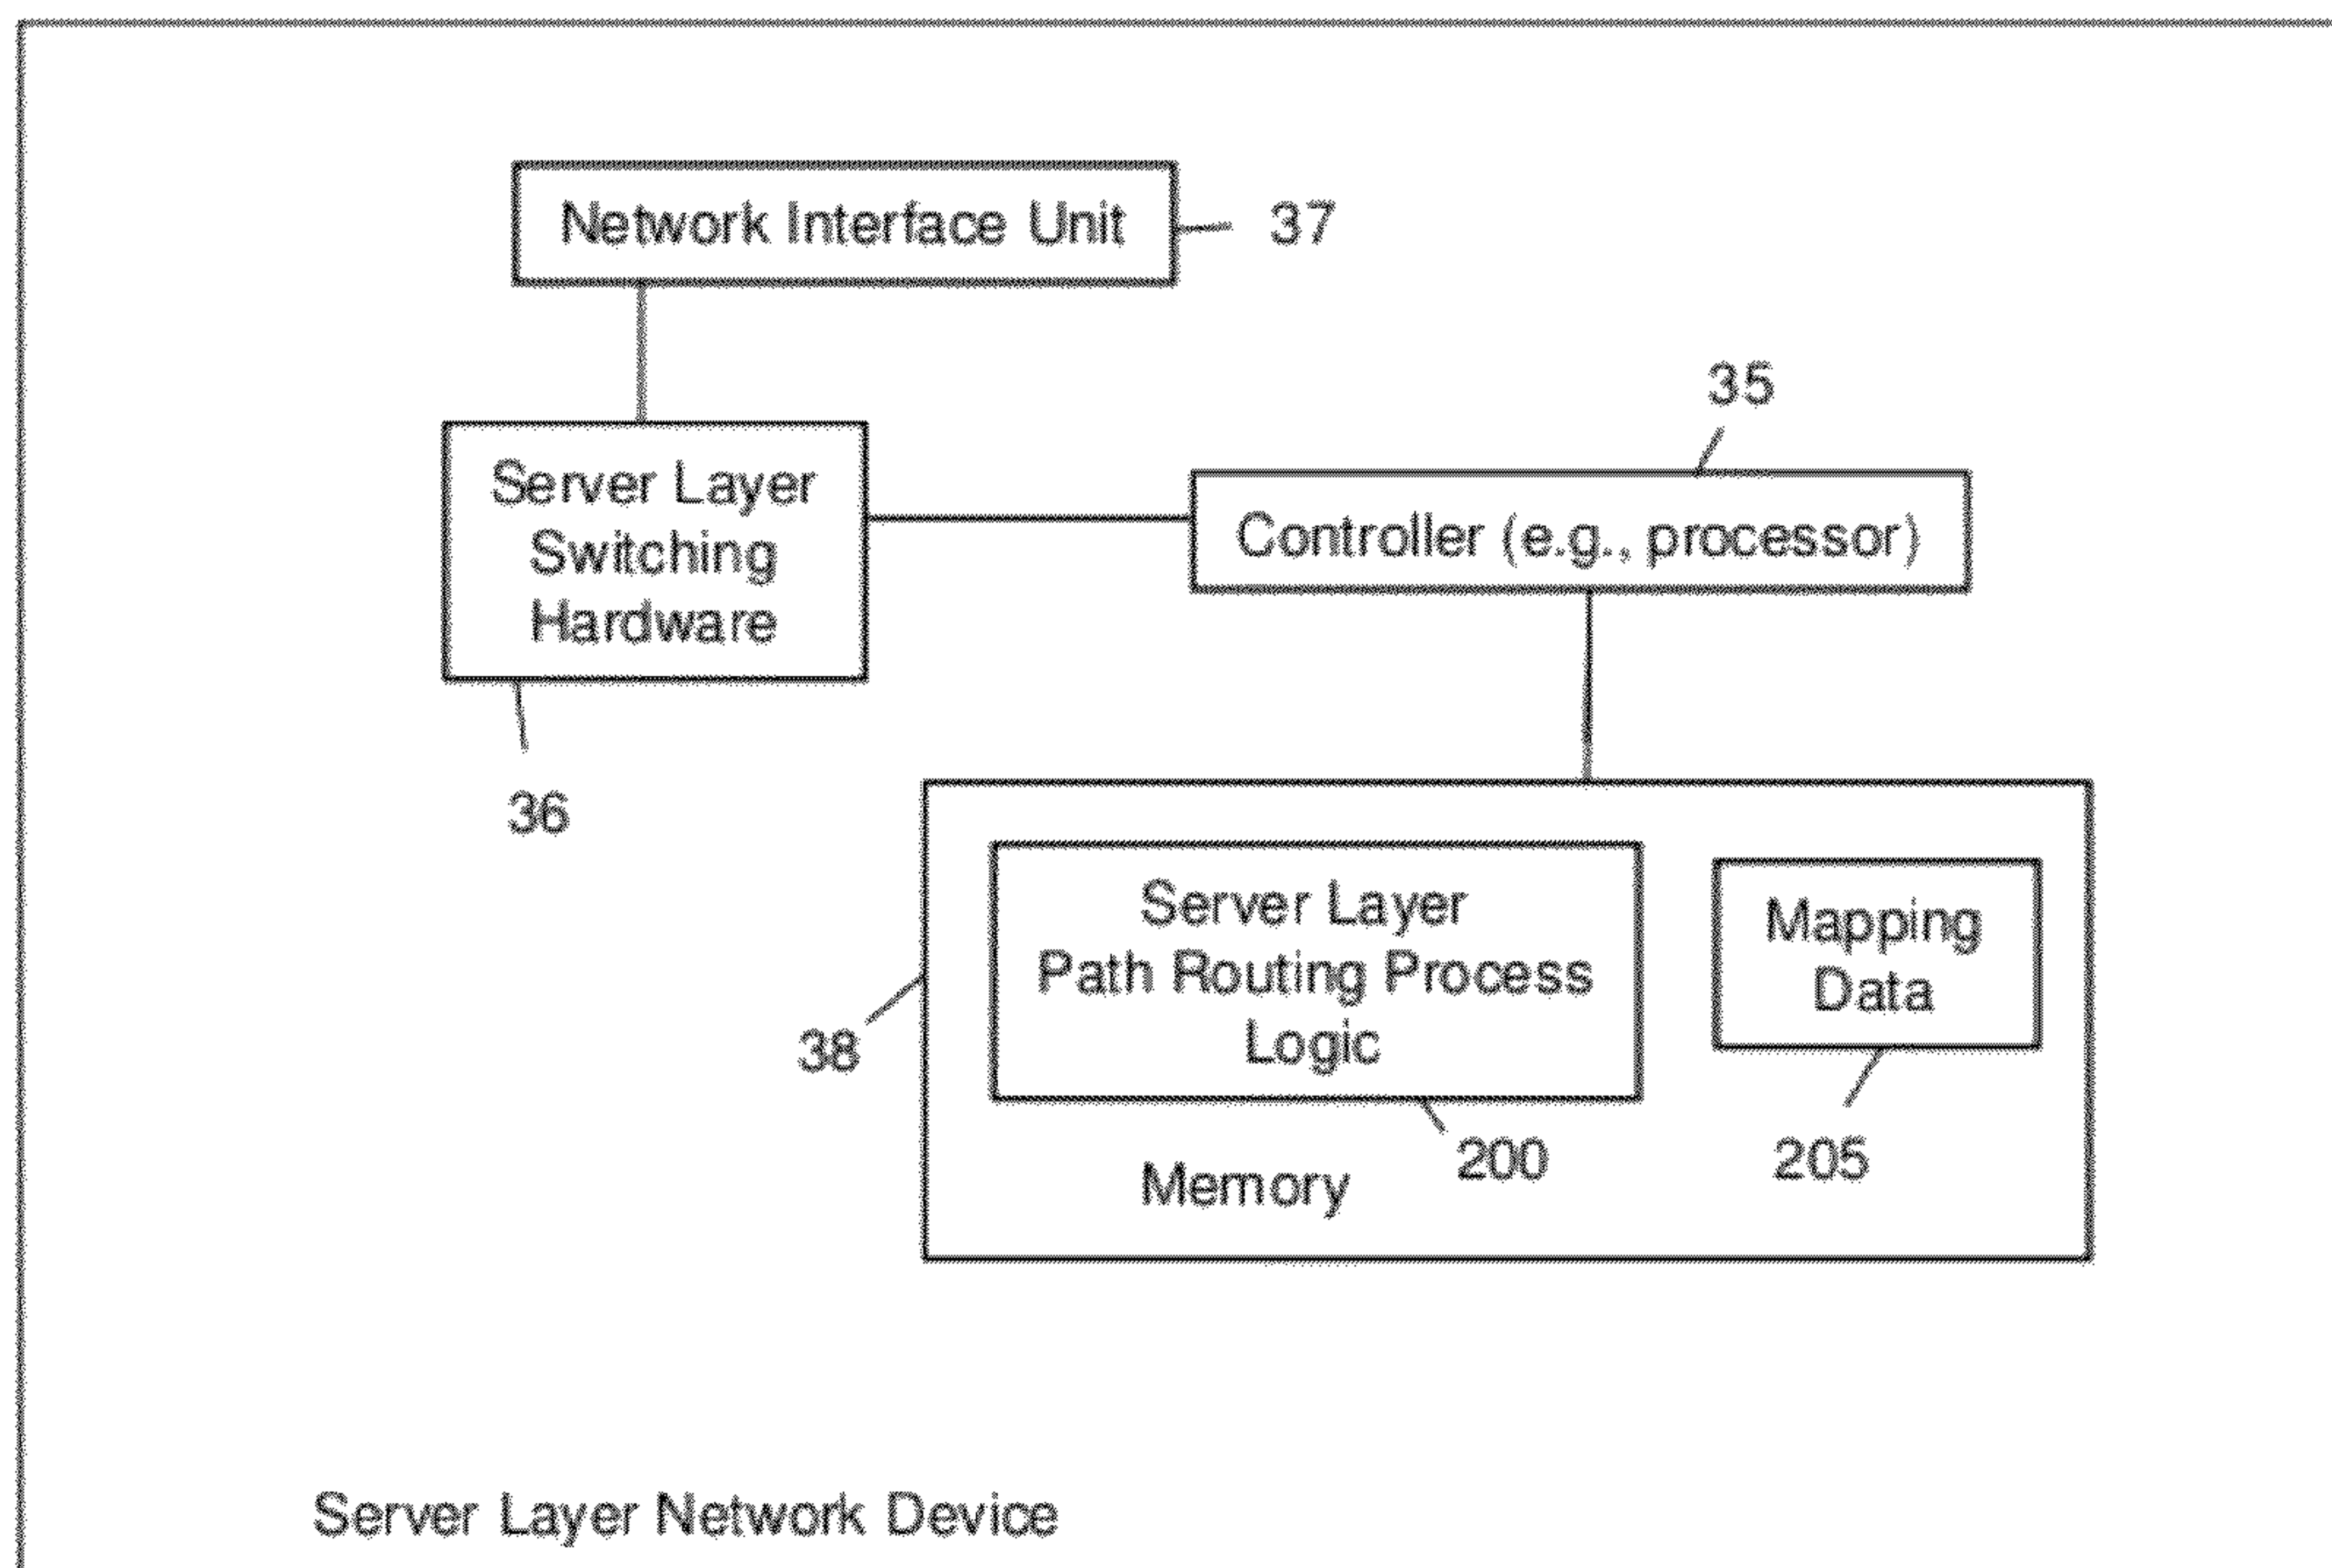 Network Interface Unit
37
35
Server Layer
Switching
Hardware
Controller (e.g., processor)
36
Server Layer
Path Routing Process
Logic
Mapping
Data
38
200
205
Memory
Server Layer Network Device